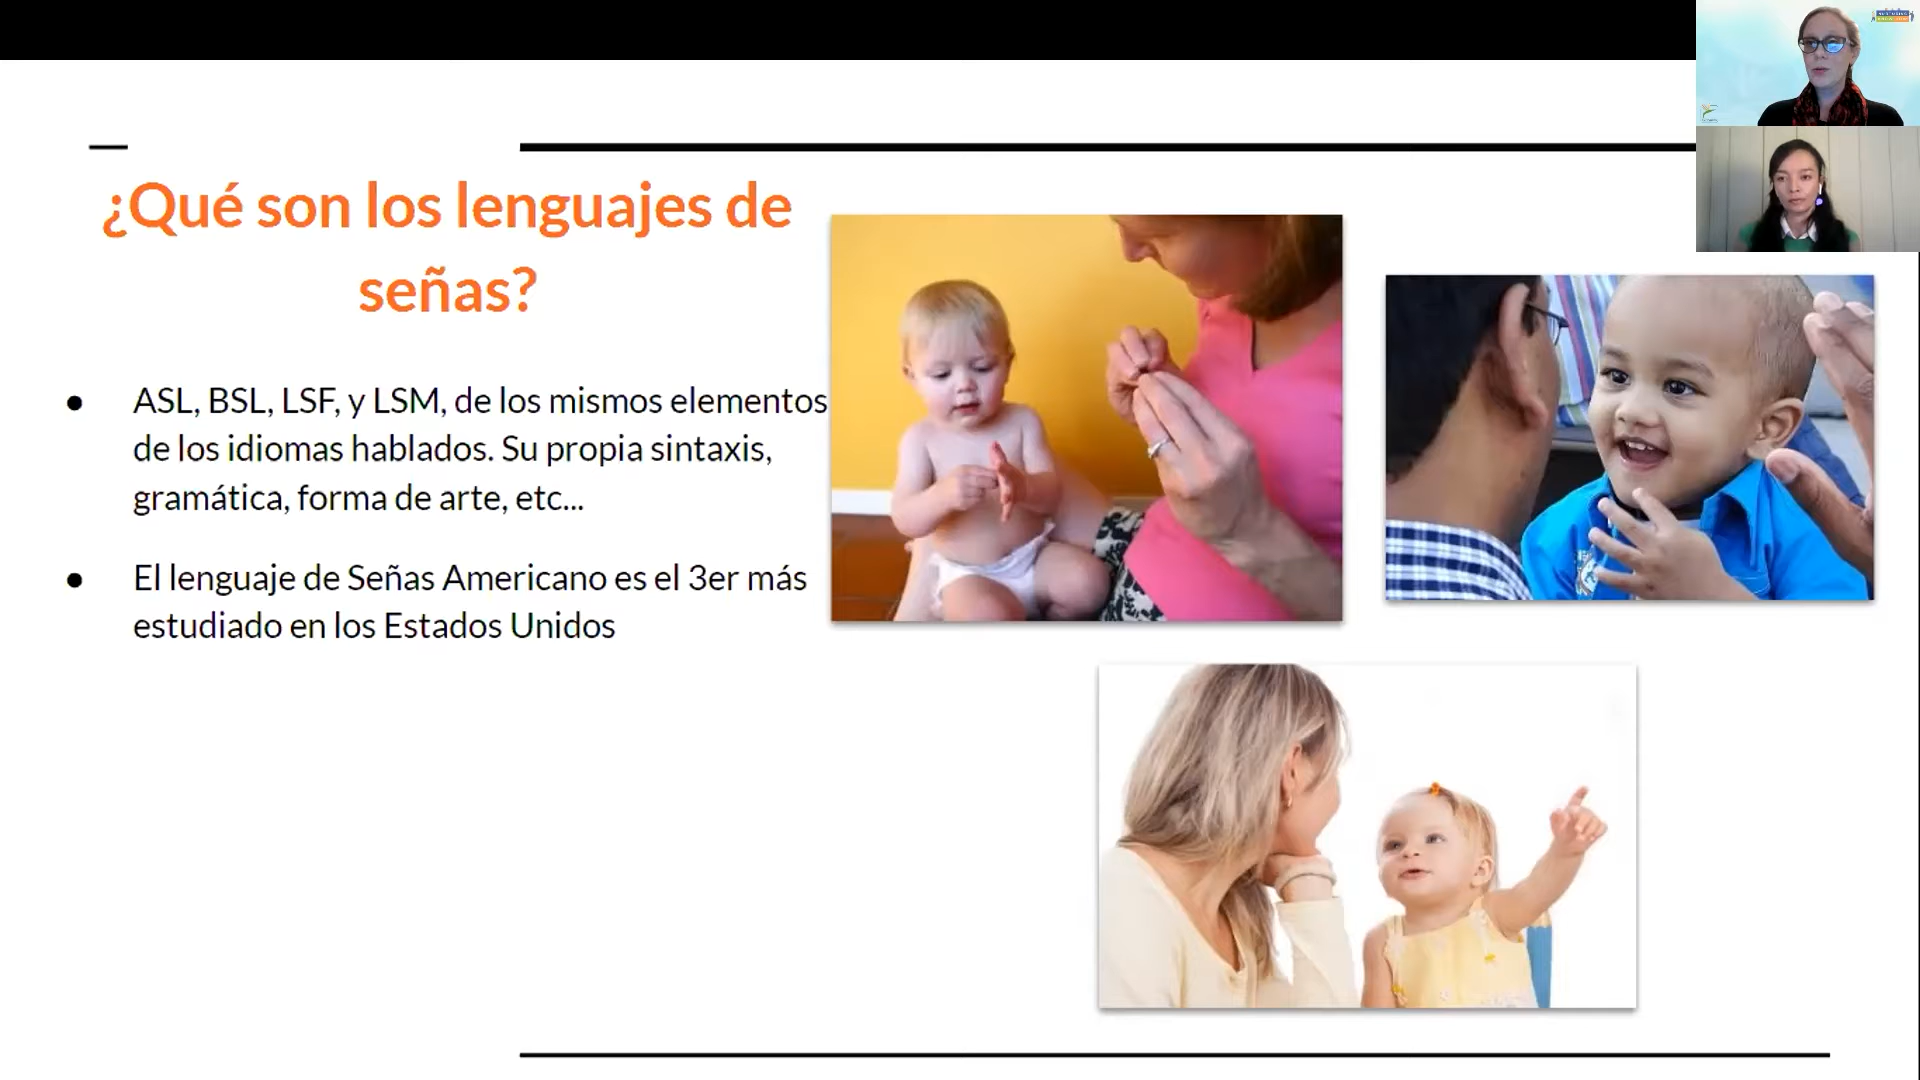 ¿Qué son los lenguajes de
señas?
● ASL, BSL, LSF, y LSM, de los mismos elementos
de los idiomas hablados. Su propia sintaxis,
gramática, forma de arte, etc...
● El lenguaje de Señas Americano es el 3er más
estudiado en los Estados Unidos